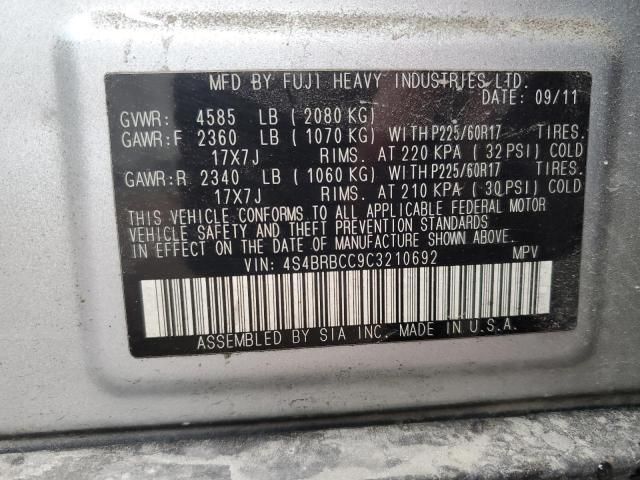 MFD BY FUJI HEAVY INDUSTRIES LTD.
DATE: 09/11
GVWR: 4585 LB ( 2080 KG)
GAWR:F 2360 LB ( 1070 KG) WITH P225/60R17 TIRES.
17X7J RIMS. AT 220 KPA ( 32 PSI) COLD
GAWR:R 2340 LB ( 1060 KG) WITH P225/60R17 TIRES.
17X7J RIMS. AT 210 KPA ( 30 PSI) COLD
THIS VEHICLE CONFORMS TO ALL APPLICABLE FEDERAL MOTOR
VEHICLE SAFETY AND THEFT PREVENTION STANDARDS
IN EFFECT ON THE DATE OF MANUFACTURE SHOWN ABOVE.
VIN: 4S4BRBCC9C3210692 MPV
ASSEMBLED BY SIA INC. MADE IN U.S.A.